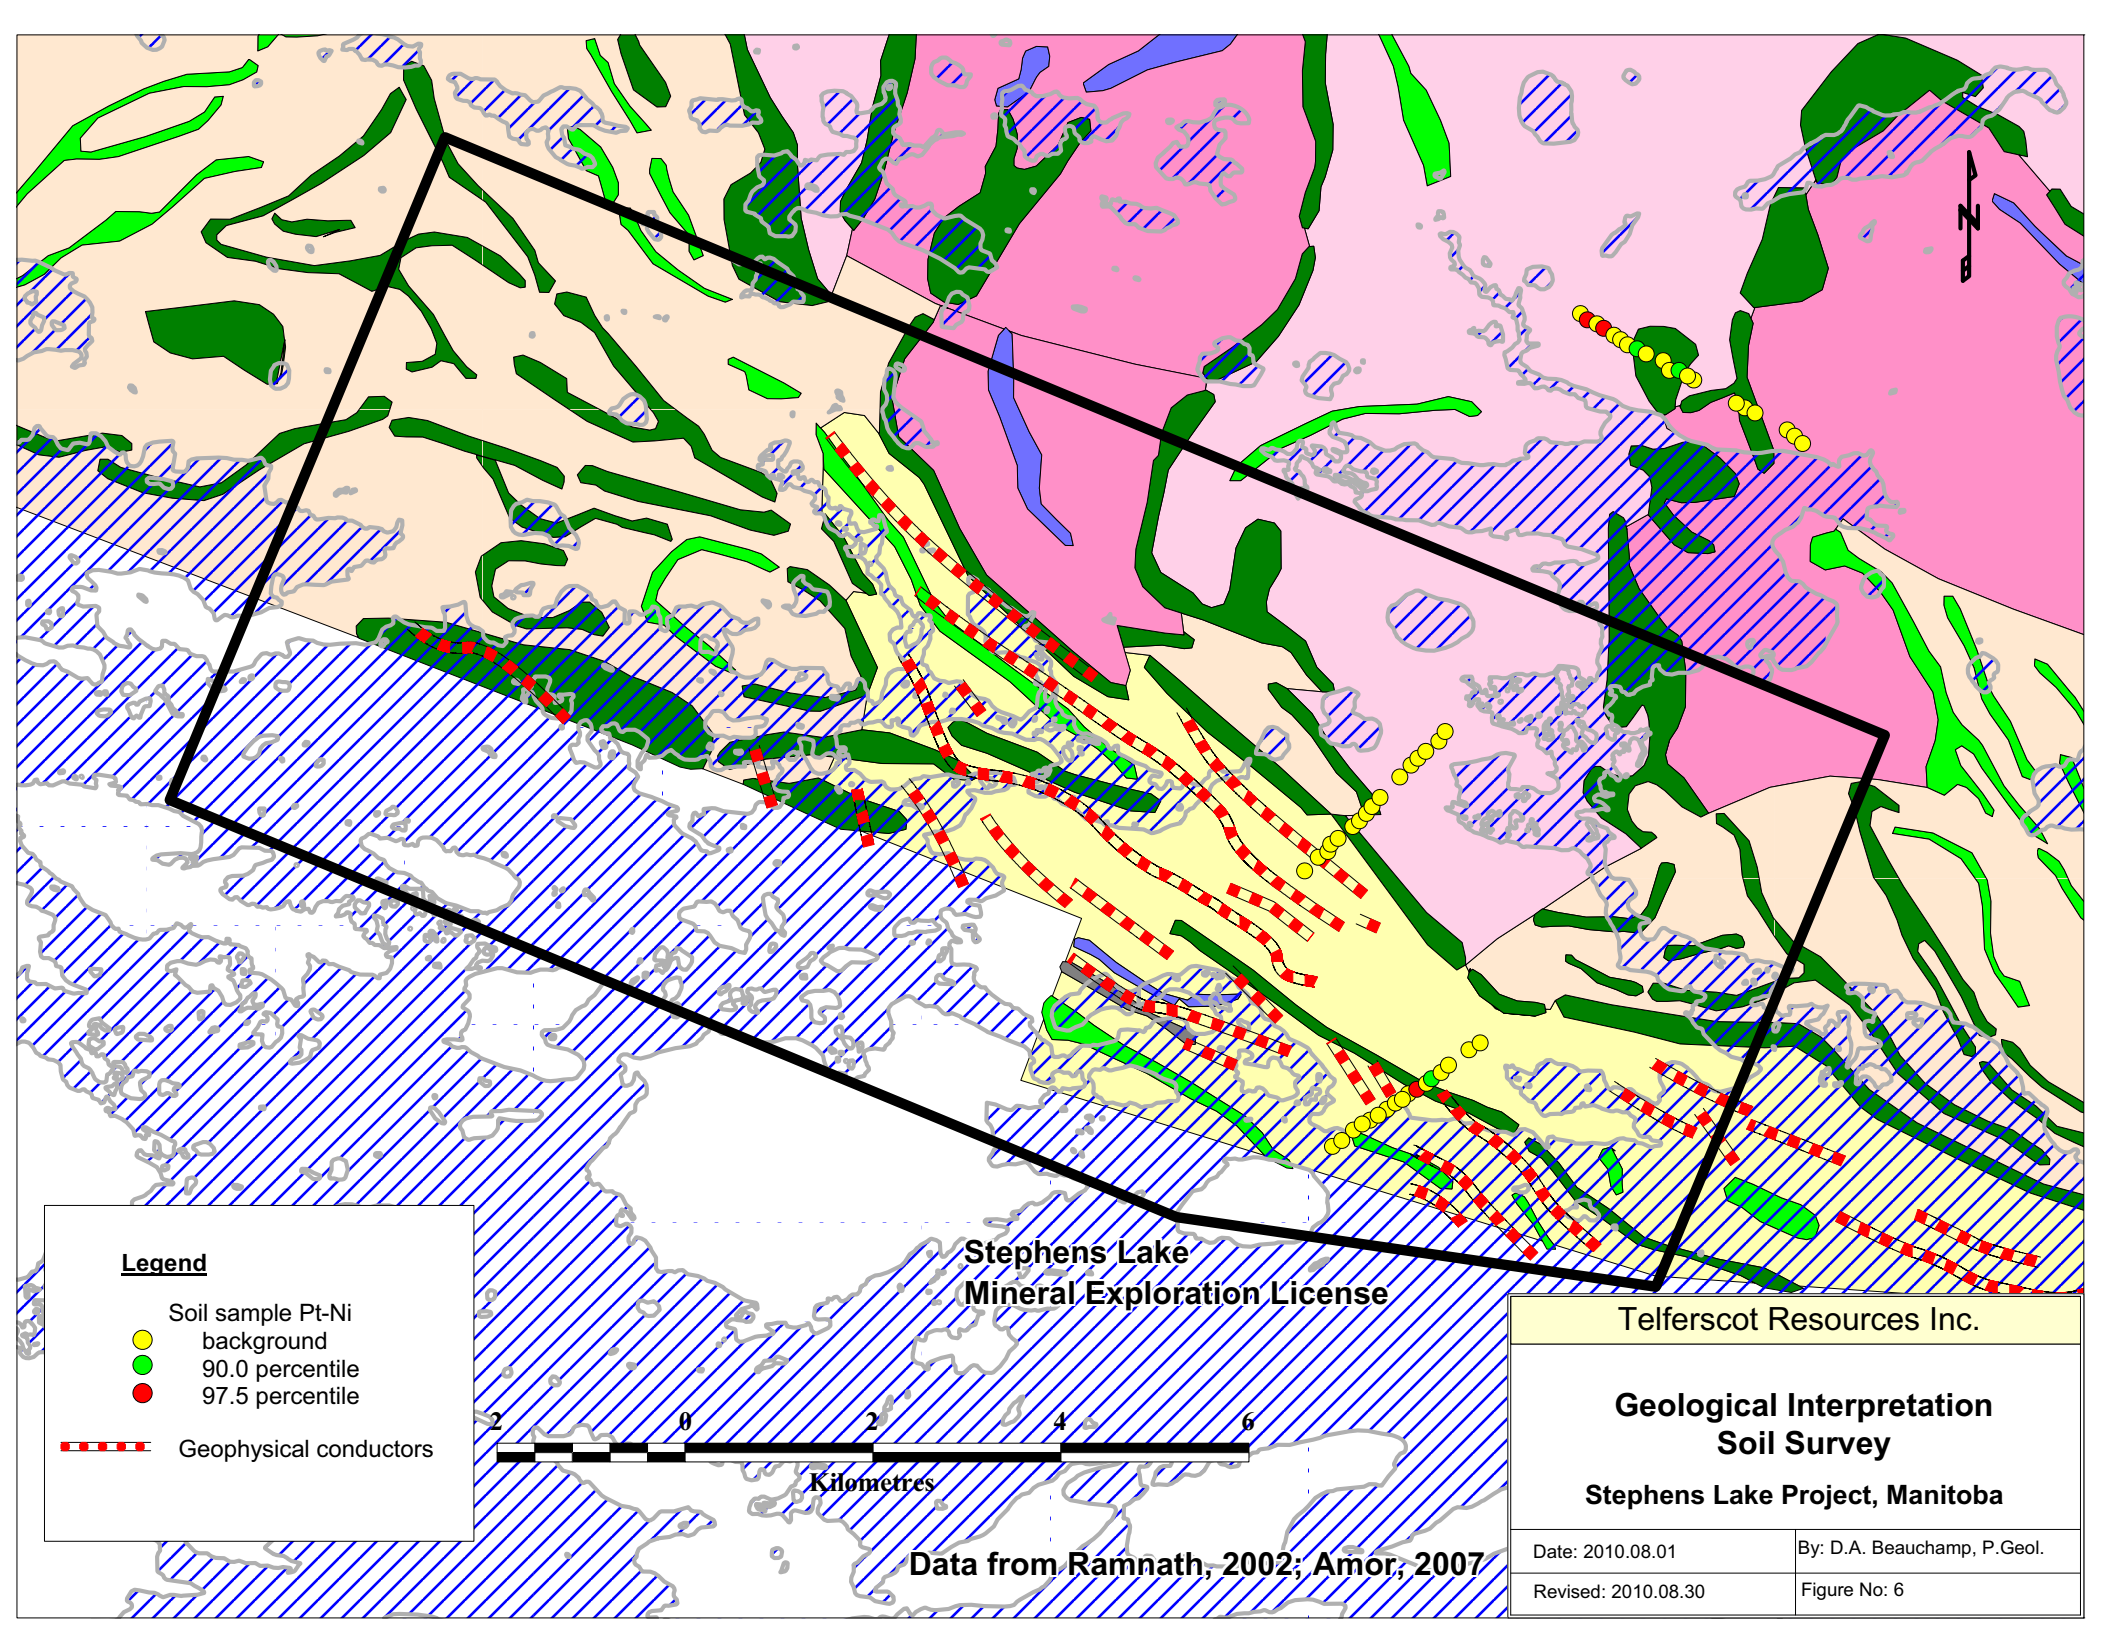 N
Stephens Lake
Mineral Exploration License
Legend
Soil sample Pt-Ni
background
90.0 percentile
97.5 percentile
Geophysical conductors
2 0 2 4 6
Kilometres
Data from Ramnath, 2002; Amor, 2007
Telferscot Resources Inc.
Geological Interpretation
Soil Survey
Stephens Lake Project, Manitoba
Date: 2010.08.01
By: D.A. Beauchamp, P.Geol.
Revised: 2010.08.30
Figure No: 6